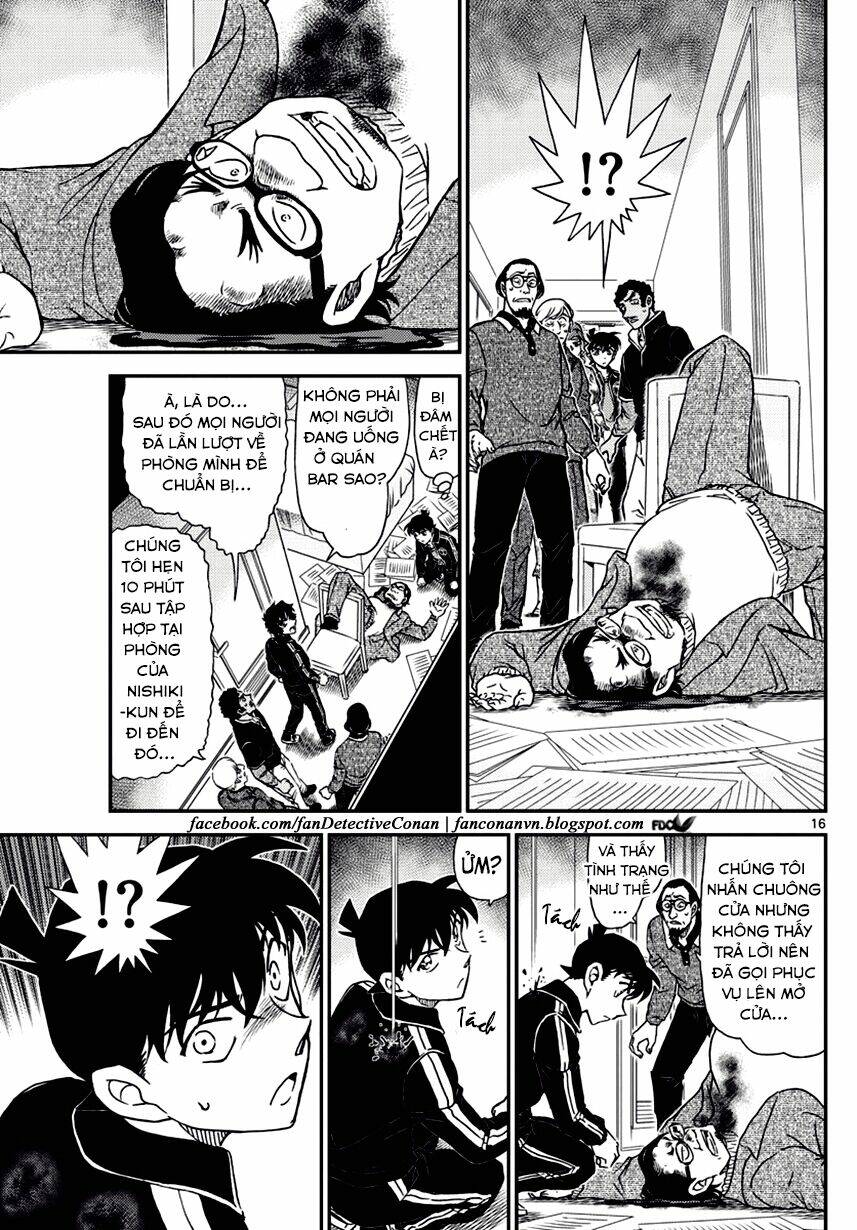 !?
BỊ
ĐÂM
CHẾT
À?
KHÔNG PHẢI
MỌI NGƯỜI
ĐANG UỐNG
Ở QUÁN
BAR SAO?
À, LÀ DO...
SAU ĐÓ MỌI NGƯỜI
ĐÃ LẦN LƯỢT VỀ
PHÒNG MÌNH ĐỂ
CHUẨN BỊ...
CHÚNG
TÔI HẸN
10 PHÚT
SAU TẬP
HỢP TẠI
PHÒNG
CỦA
NISHIKI
-KUN ĐỂ
ĐI ĐẾN
ĐÓ...
facebook.com/fanDetectiveConan | fanconanvn.blogspot.com FDC
16
CHÚNG TÔI
NHẤN CHUÔNG
CỬA NHƯNG
KHÔNG THẤY
TRẢ LỜI NÊN
ĐÃ GỌI PHỤC
VỤ LÊN MỞ
CỬA...
VÀ THẤY
TÌNH TRẠNG
NHƯ THẾ
...
Tách
ỬM?
Tách
!?